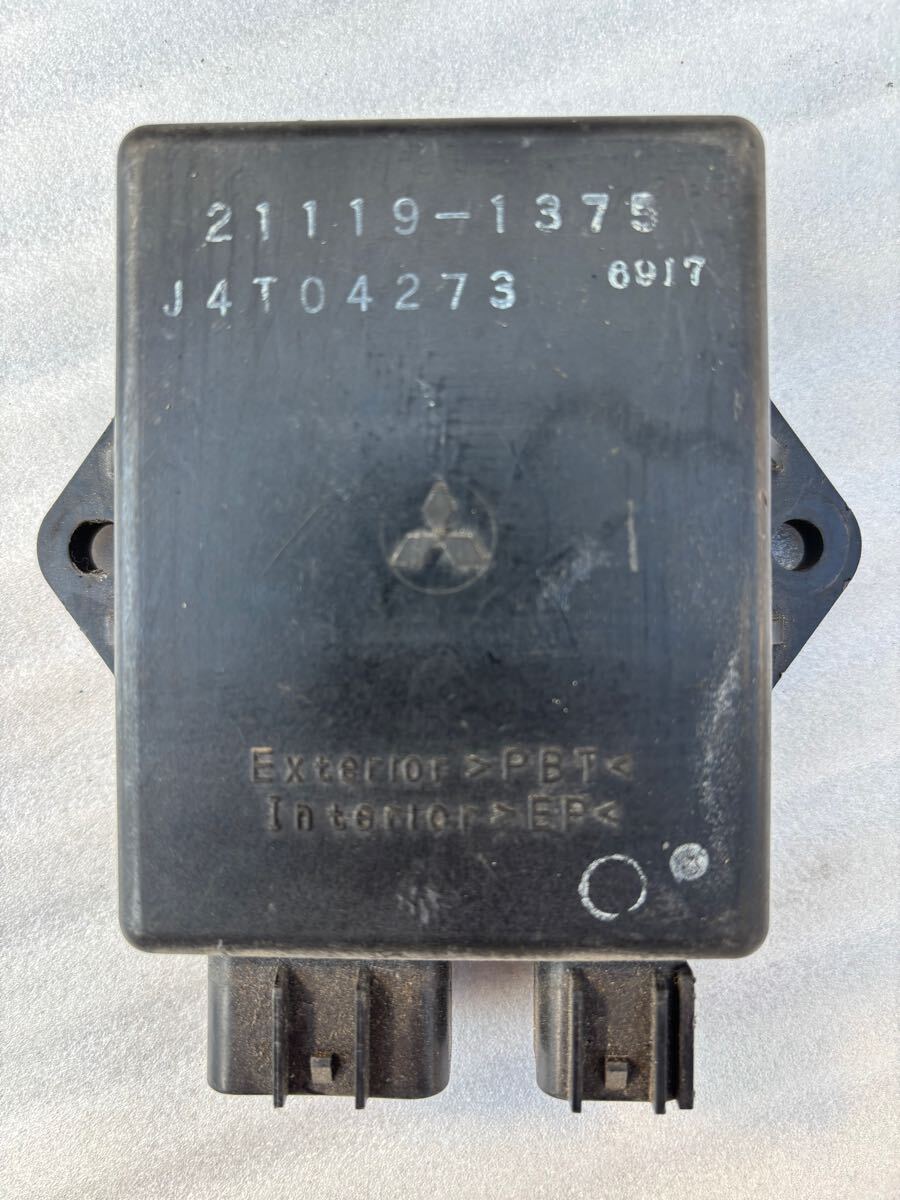 21119-1375
J4T04273 6917
Exterior >PBT<
Interior >EP<